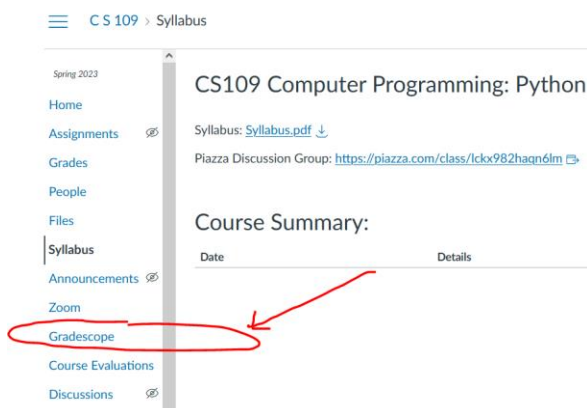 C S 109 › Syllabus
Spring 2023
Home
Assignments
Grades
People
Files
Syllabus
Announcements
Zoom
Gradescope
Course Evaluations
Discussions
CS109 Computer Programming: Python
Syllabus: Syllabus.pdf
Piazza Discussion Group: https://piazza.com/class/lckx982haqn6lm
Course Summary:
Date Details